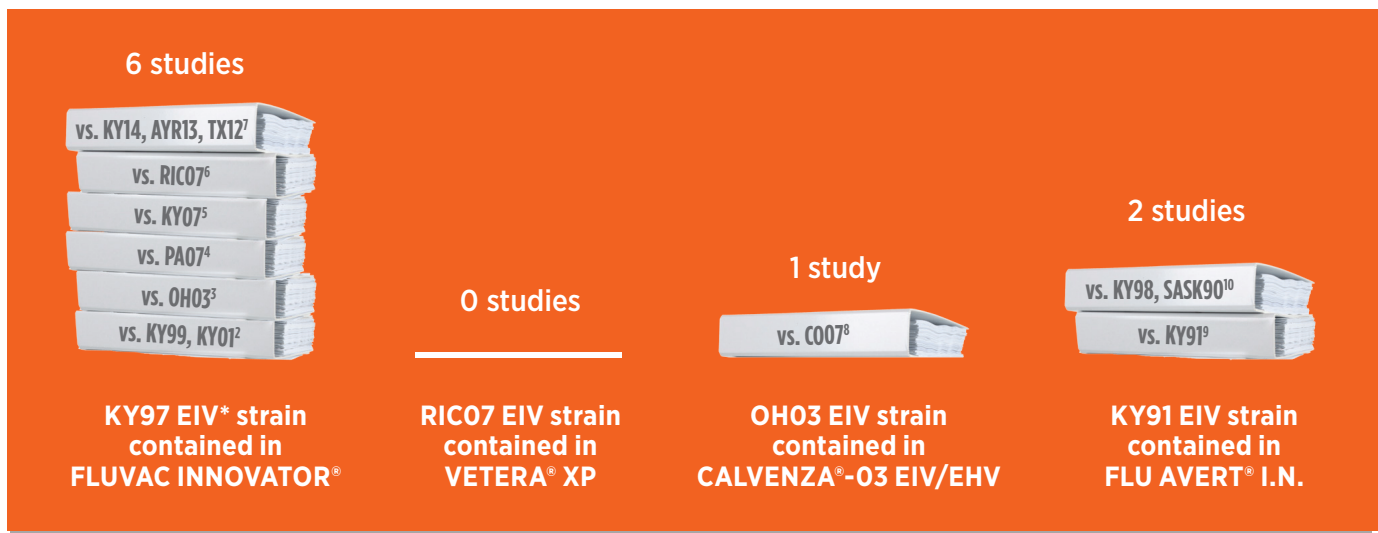 6 studies
vs. KY14, AYR13, TX12⁷
vs. RIC07⁶
vs. KY07⁵
vs. PA07⁴
vs. OH03³
vs. KY99, KY01²
KY97 EIV* strain
contained in
FLUVAC INNOVATOR®
0 studies
RIC07 EIV strain
contained in
VETERA® XP
1 study
vs. CO07⁸
OH03 EIV strain
contained in
CALVENZA®-03 EIV/EHV
2 studies
vs. KY98, SASK90¹⁰
vs. KY91⁹
KY91 EIV strain
contained in
FLU AVERT® I.N.